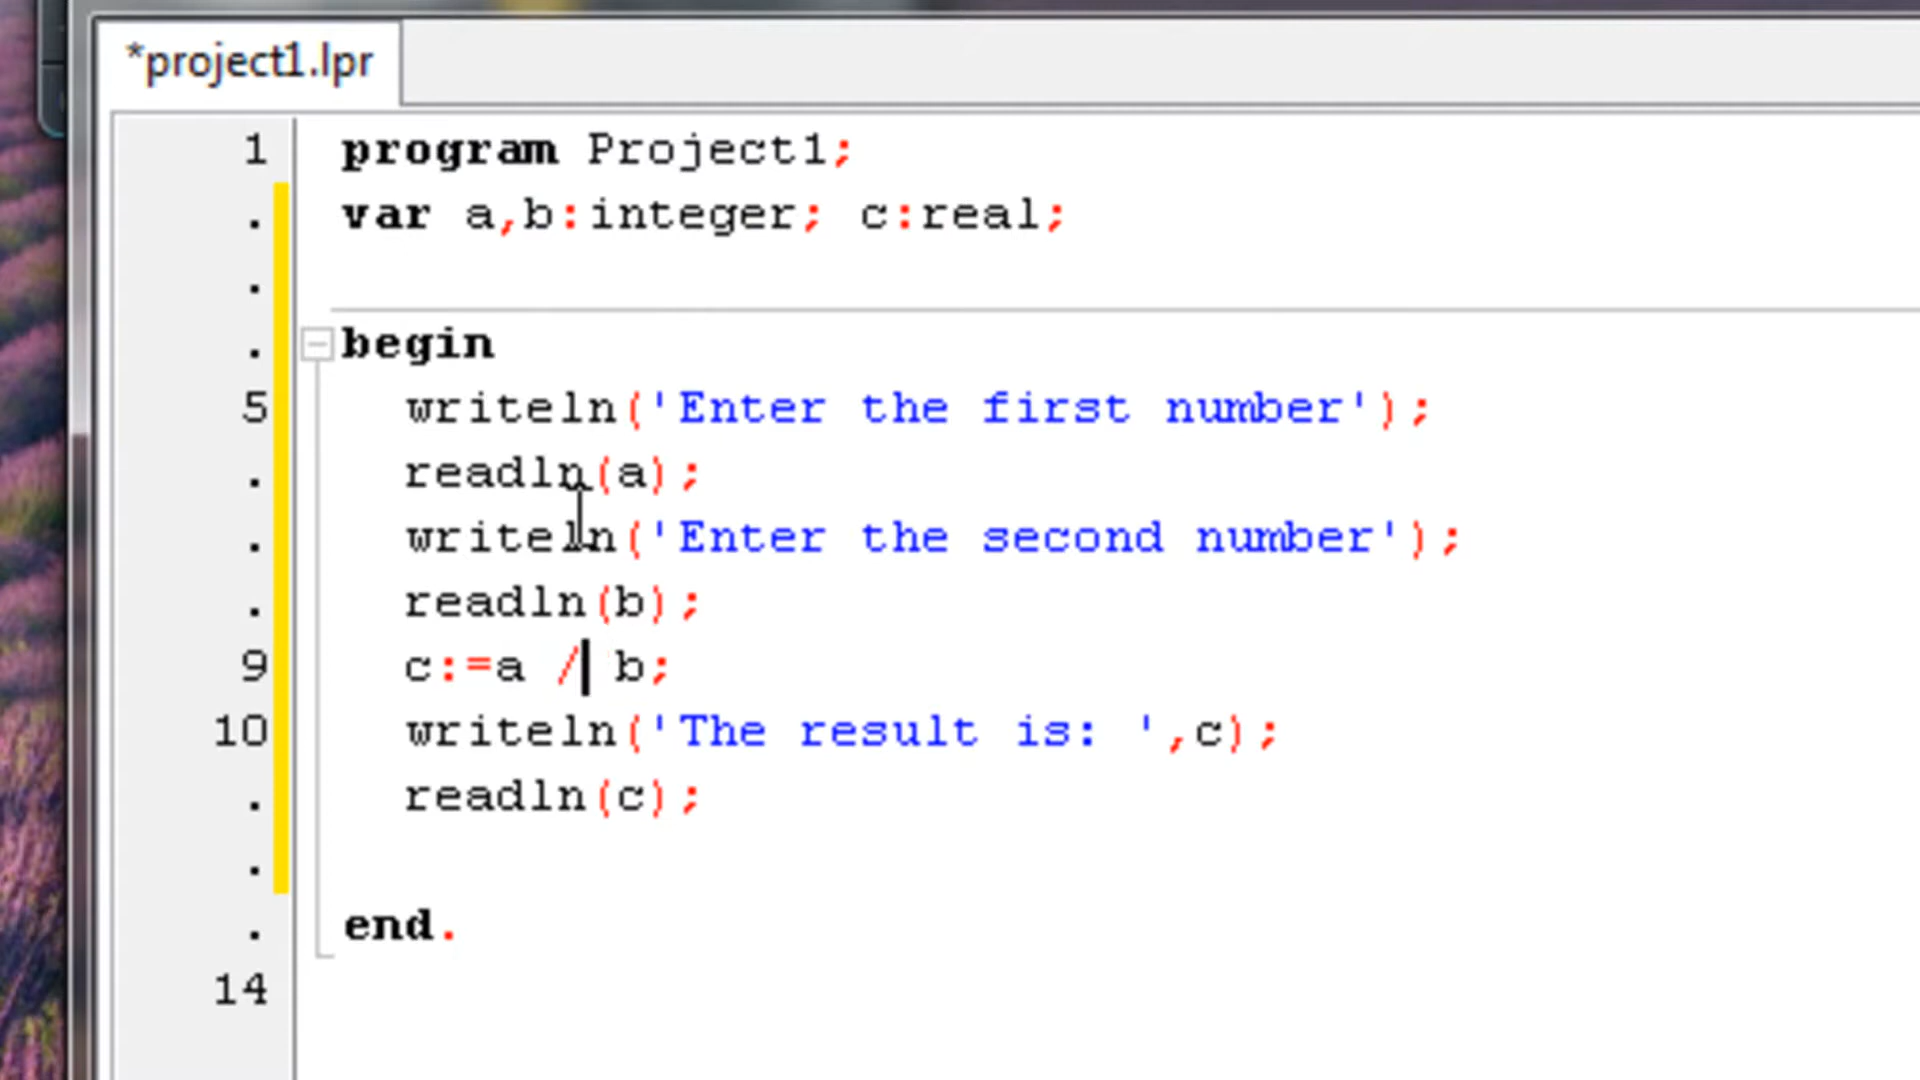 *project1.lpr
1 program Project1;
. var a,b:integer; c:real;
.
. begin
5 writeln('Enter the first number');
. readln(a);
. writeln('Enter the second number');
. readln(b);
9 c:=a / b;
10 writeln('The result is: ',c);
. readln(c);
.
. end.
14